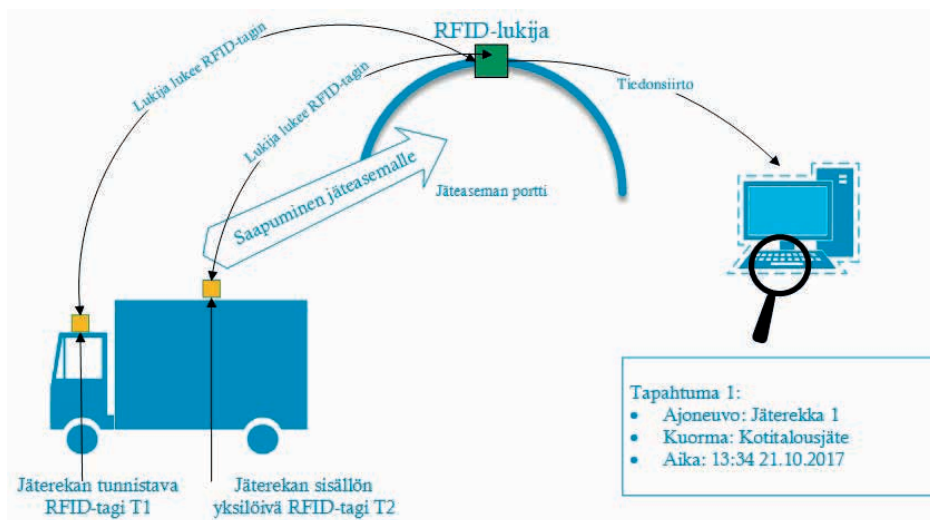 RFID-lukija
Lukija lukee RFID-tagin
Lukija lukee RFID-tagin
Tiedonsiirto
Saapuminen jäteasemalle
Jäteaseman portti
Tapahtuma 1:
• Ajoneuvo: Jäterekka 1
• Kuorma: Kotitalousjäte
• Aika: 13:34 21.10.2017
Jäterekan tunnistava
RFID-tagi T1
Jäterekan sisällön
yksilöivä RFID-tagi T2